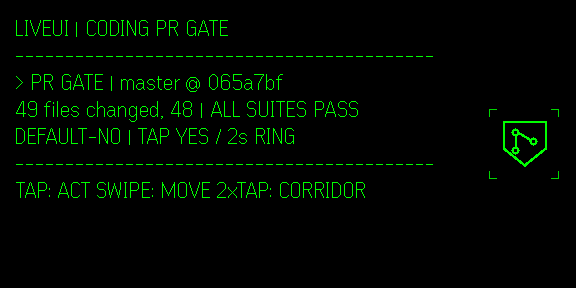 LIVEUI | CODING PR GATE
------------------------------------------
> PR GATE | master @ 065a7bf
49 files changed, 48 | ALL SUITES PASS
DEFAULT-NO | TAP YES / 2s RING
------------------------------------------
TAP: ACT SWIPE: MOVE 2xTAP: CORRIDOR